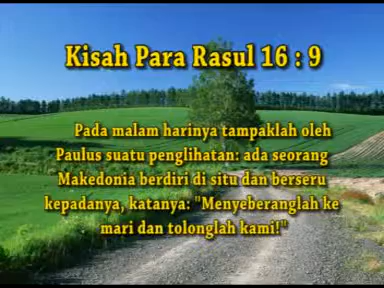 Kisah Para Rasul 16 : 9
Pada malam harinya tampaklah oleh
Paulus suatu penglihatan: ada seorang
Makedonia berdiri di situ dan berseru
kepadanya, katanya: "Menyeberanglah ke
mari dan tolonglah kami!"